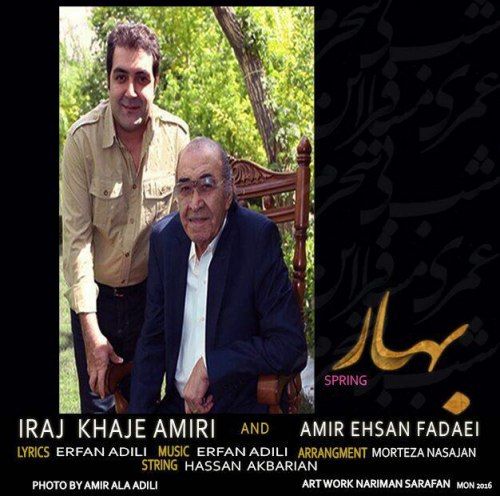 بهار
SPRING
IRAJ KHAJE AMIRI AND AMIR EHSAN FADAEI
LYRICS ERFAN ADILI MUSIC ERFAN ADILI ARRANGMENT MORTEZA NASAJAN
STRING HASSAN AKBARIAN
PHOTO BY AMIR ALA ADILI ART WORK NARIMAN SARAFAN MON 2016